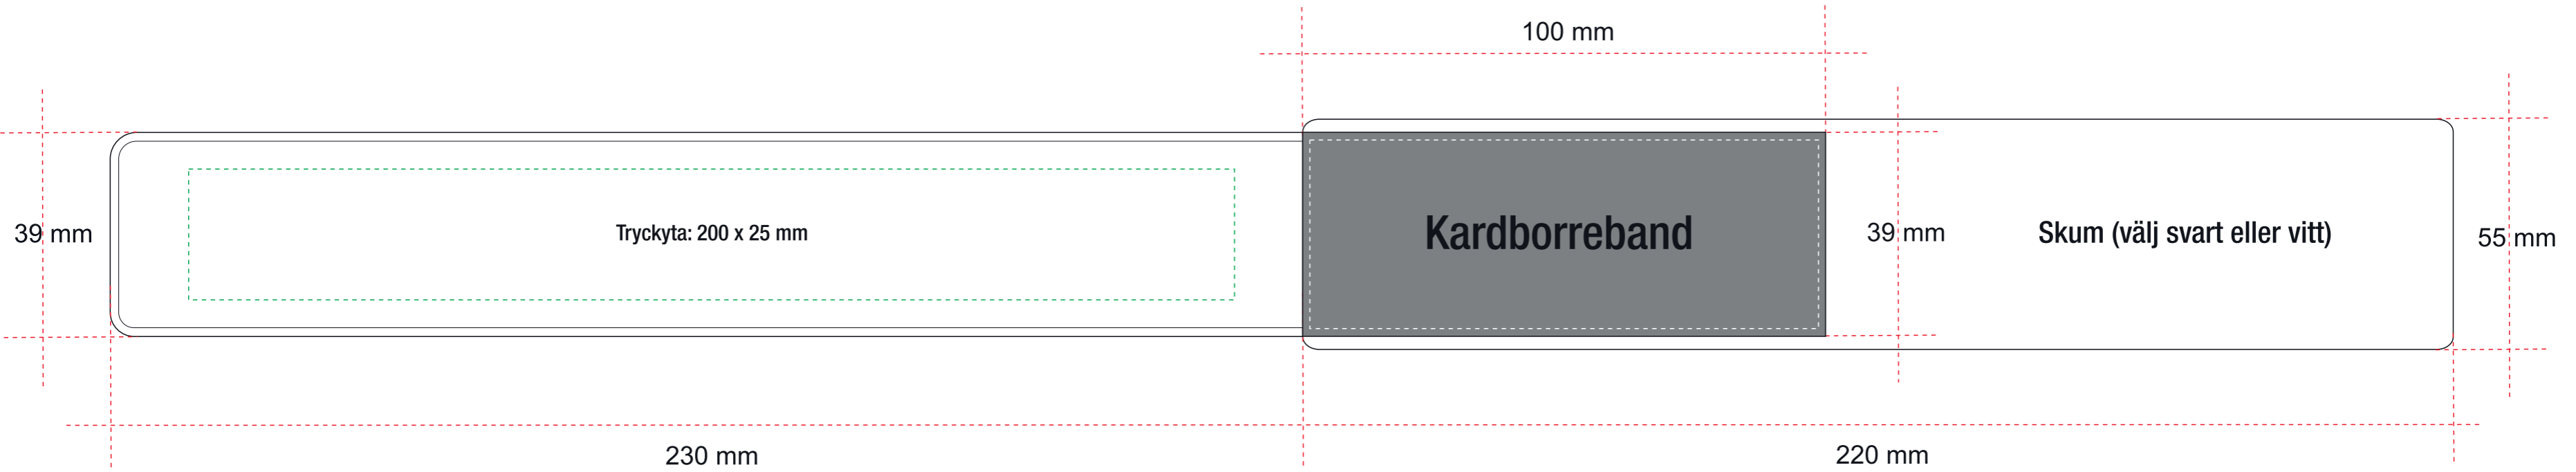 100 mm
39 mm
Tryckyta: 200 x 25 mm
Kardborreband
39 mm
Skum (välj svart eller vitt)
55 mm
230 mm
220 mm